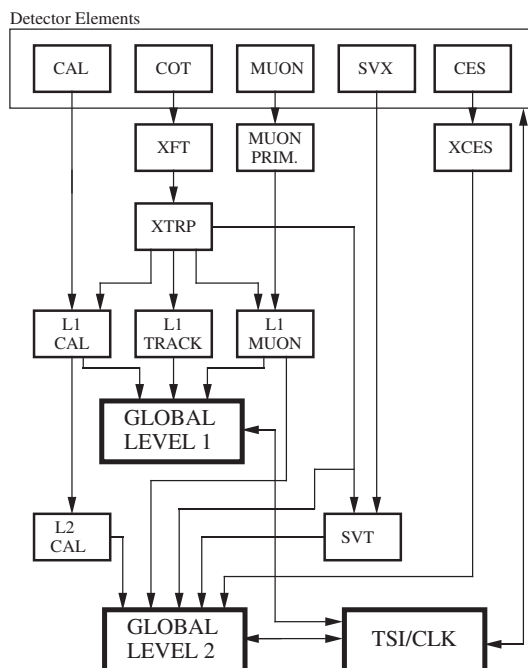 Detector Elements
CAL
COT
MUON
SVX
CES
XFT
MUON
PRIM.
XCES
XTRP
L1
CAL
L1
TRACK
L1
MUON
GLOBAL
LEVEL 1
L2
CAL
SVT
GLOBAL
LEVEL 2
TSI/CLK